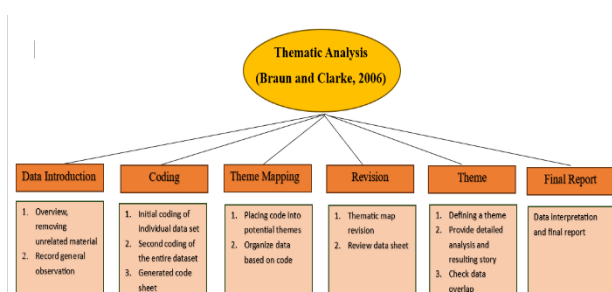 Thematic Analysis
(Braun and Clarke, 2006)
Data Introduction
Coding
Theme Mapping
Revision
Theme
Final Report
1. Overview,
removing
unrelated material
2. Record general
observation
1. Initial coding of
individual data set
2. Second coding of
the entire dataset
3. Generated code
sheet
1. Placing code into
potential themes
2. Organize data
based on code
1. Thematic map
revision
2. Review data sheet
1. Defining a theme
2. Provide detailed
analysis and
resulting story
3. Check data
overlap
Data interpretation
and final report